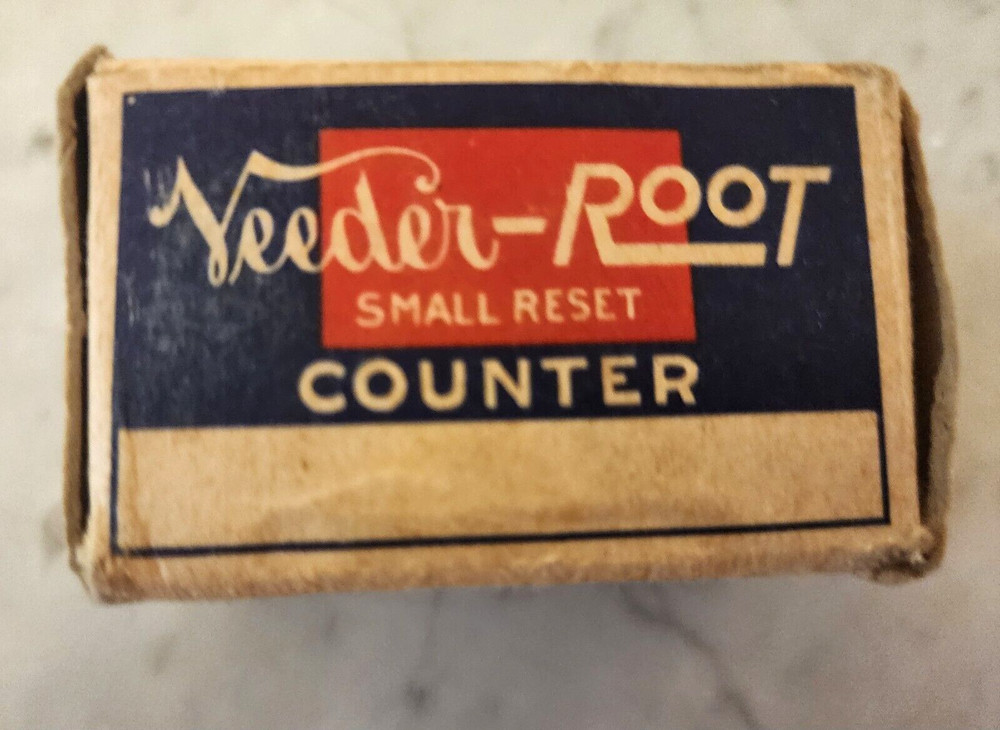 Veeder-ROOT
SMALL RESET
COUNTER